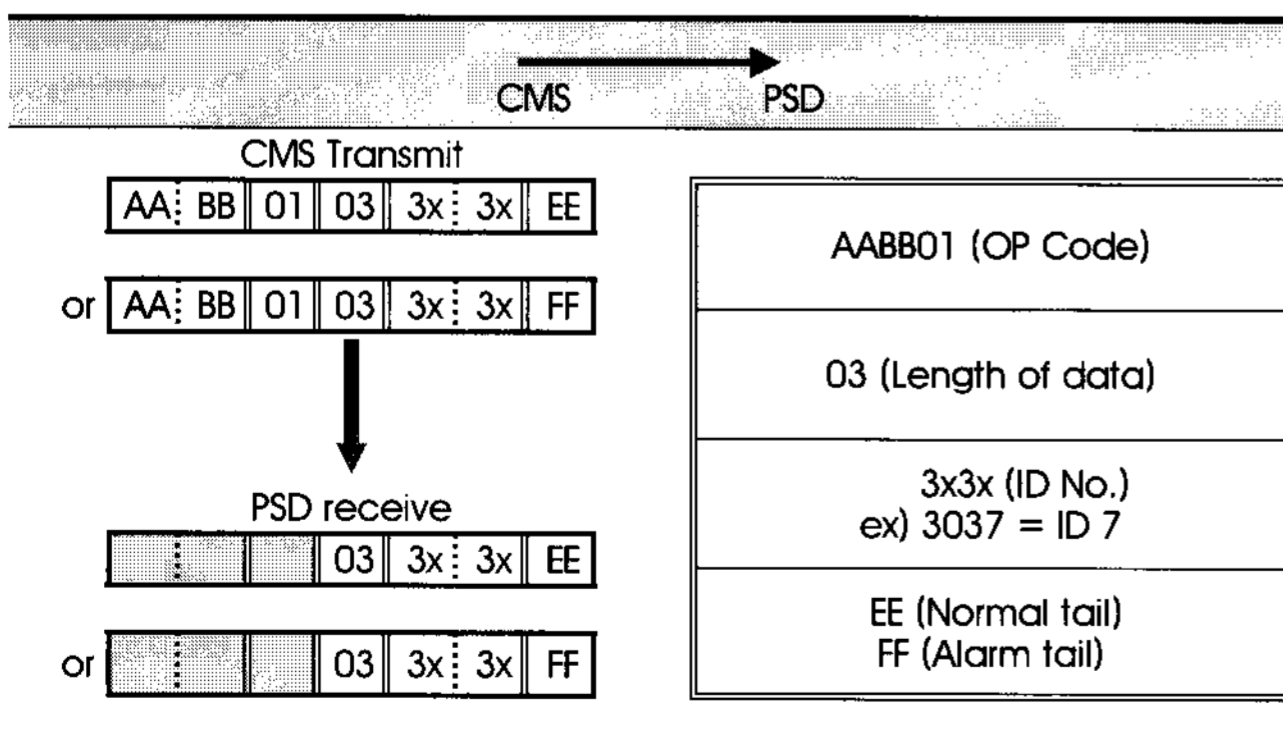 CMS PSD
CMS Transmit
AA BB 01 03 3x 3x EE
or AA BB 01 03 3x 3x FF
PSD receive
03 3x 3x EE
or 03 3x 3x FF
AABB01 (OP Code)
03 (Length of data)
3x3x (ID No.)
ex) 3037 = ID 7
EE (Normal tail)
FF (Alarm tail)